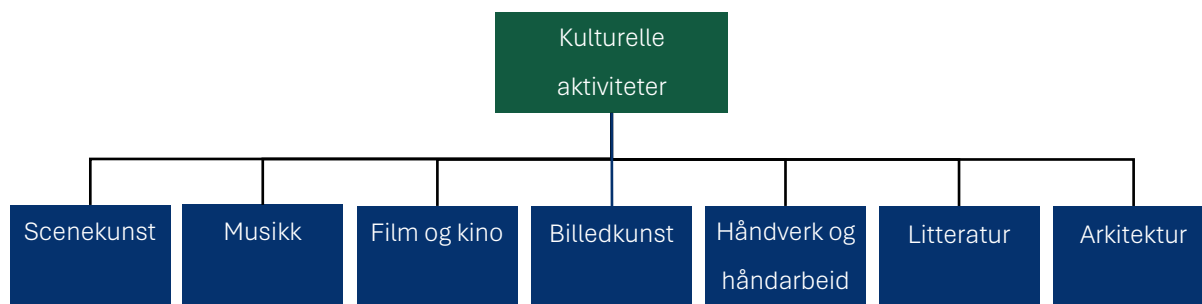 Kulturelle
aktiviteter
Scenekunst
Musikk
Film og kino
Billedkunst
Håndverk og
håndarbeid
Litteratur
Arkitektur